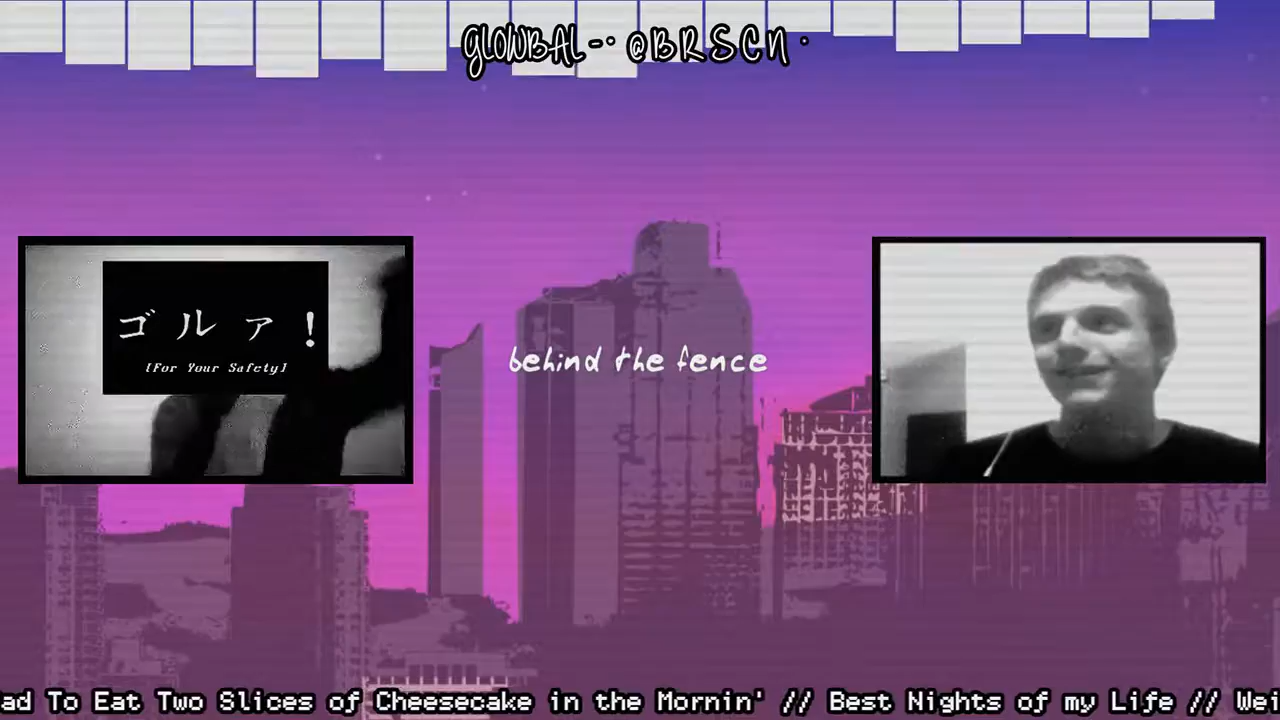 GLOWBAL -· @BRSCN ·
ゴルァ！
[For Your Safety]
behind the fence
ad To Eat Two Slices of Cheesecake in the Mornin' // Best Nights of my Life // Wei